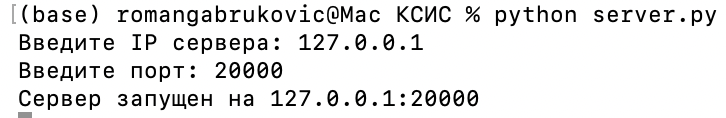 [(base) romangabrukovic@Mac КСИС % python server.py
Введите IP сервера: 127.0.0.1
Введите порт: 20000
Сервер запущен на 127.0.0.1:20000